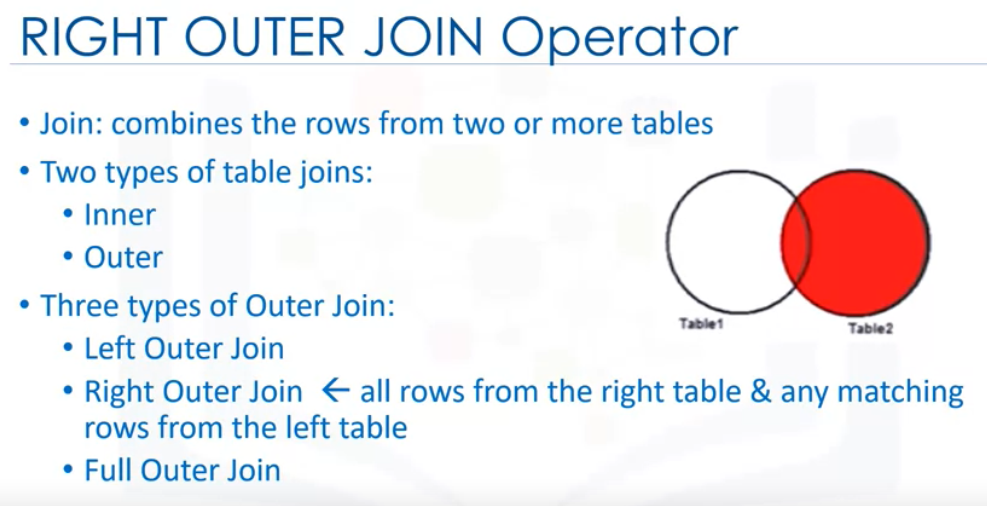 RIGHT OUTER JOIN Operator
• Join: combines the rows from two or more tables
• Two types of table joins:
• Inner
• Outer
• Three types of Outer Join:
• Left Outer Join
• Right Outer Join ← all rows from the right table & any matching
rows from the left table
• Full Outer Join
Table1
Table2